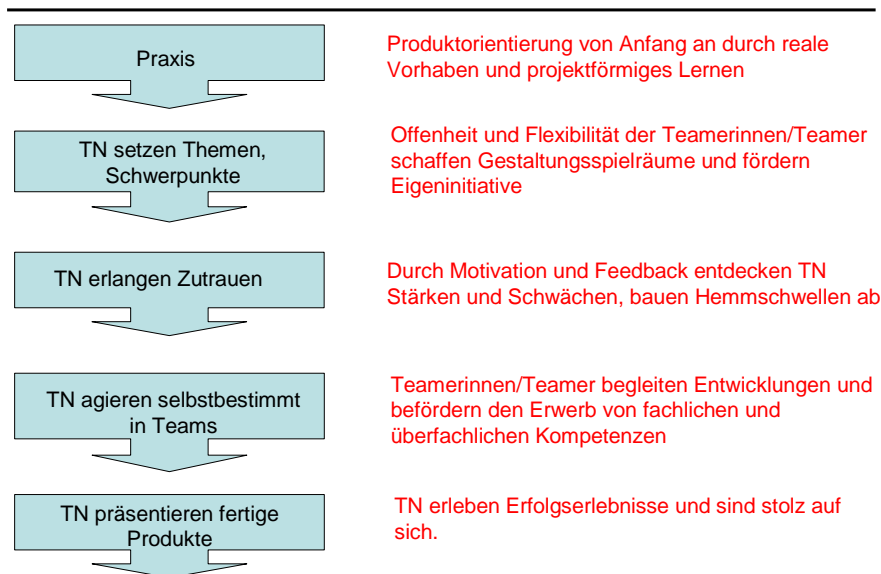 Praxis
Produktorientierung von Anfang an durch reale
Vorhaben und projektförmiges Lernen
TN setzen Themen,
Schwerpunkte
Offenheit und Flexibilität der Teamerinnen/Teamer
schaffen Gestaltungsspielräume und fördern
Eigeninitiative
TN erlangen Zutrauen
Durch Motivation und Feedback entdecken TN
Stärken und Schwächen, bauen Hemmschwellen ab
TN agieren selbstbestimmt
in Teams
Teamerinnen/Teamer begleiten Entwicklungen und
befördern den Erwerb von fachlichen und
überfachlichen Kompetenzen
TN präsentieren fertige
Produkte
TN erleben Erfolgserlebnisse und sind stolz auf
sich.